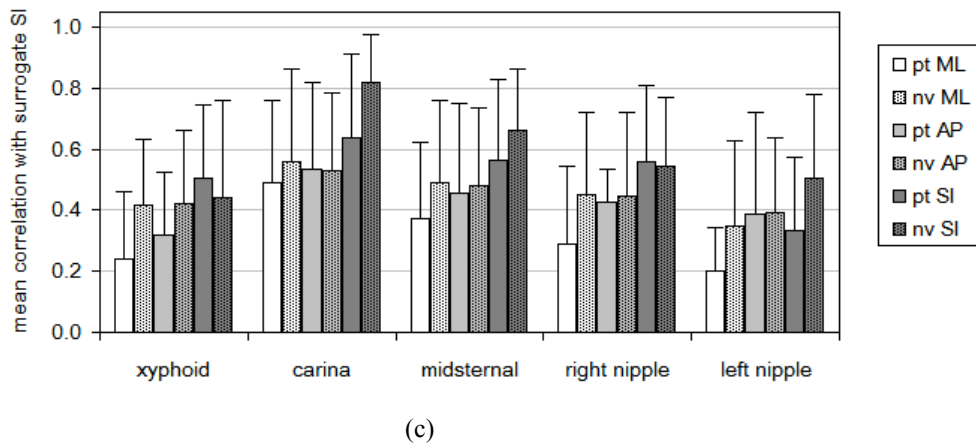 mean correlation with surrogate SI
1.0
0.8
0.6
0.4
0.2
0.0
xyphoid
carina
midsternal
right nipple
left nipple
pt ML
nv ML
pt AP
nv AP
pt SI
nv SI
(c)